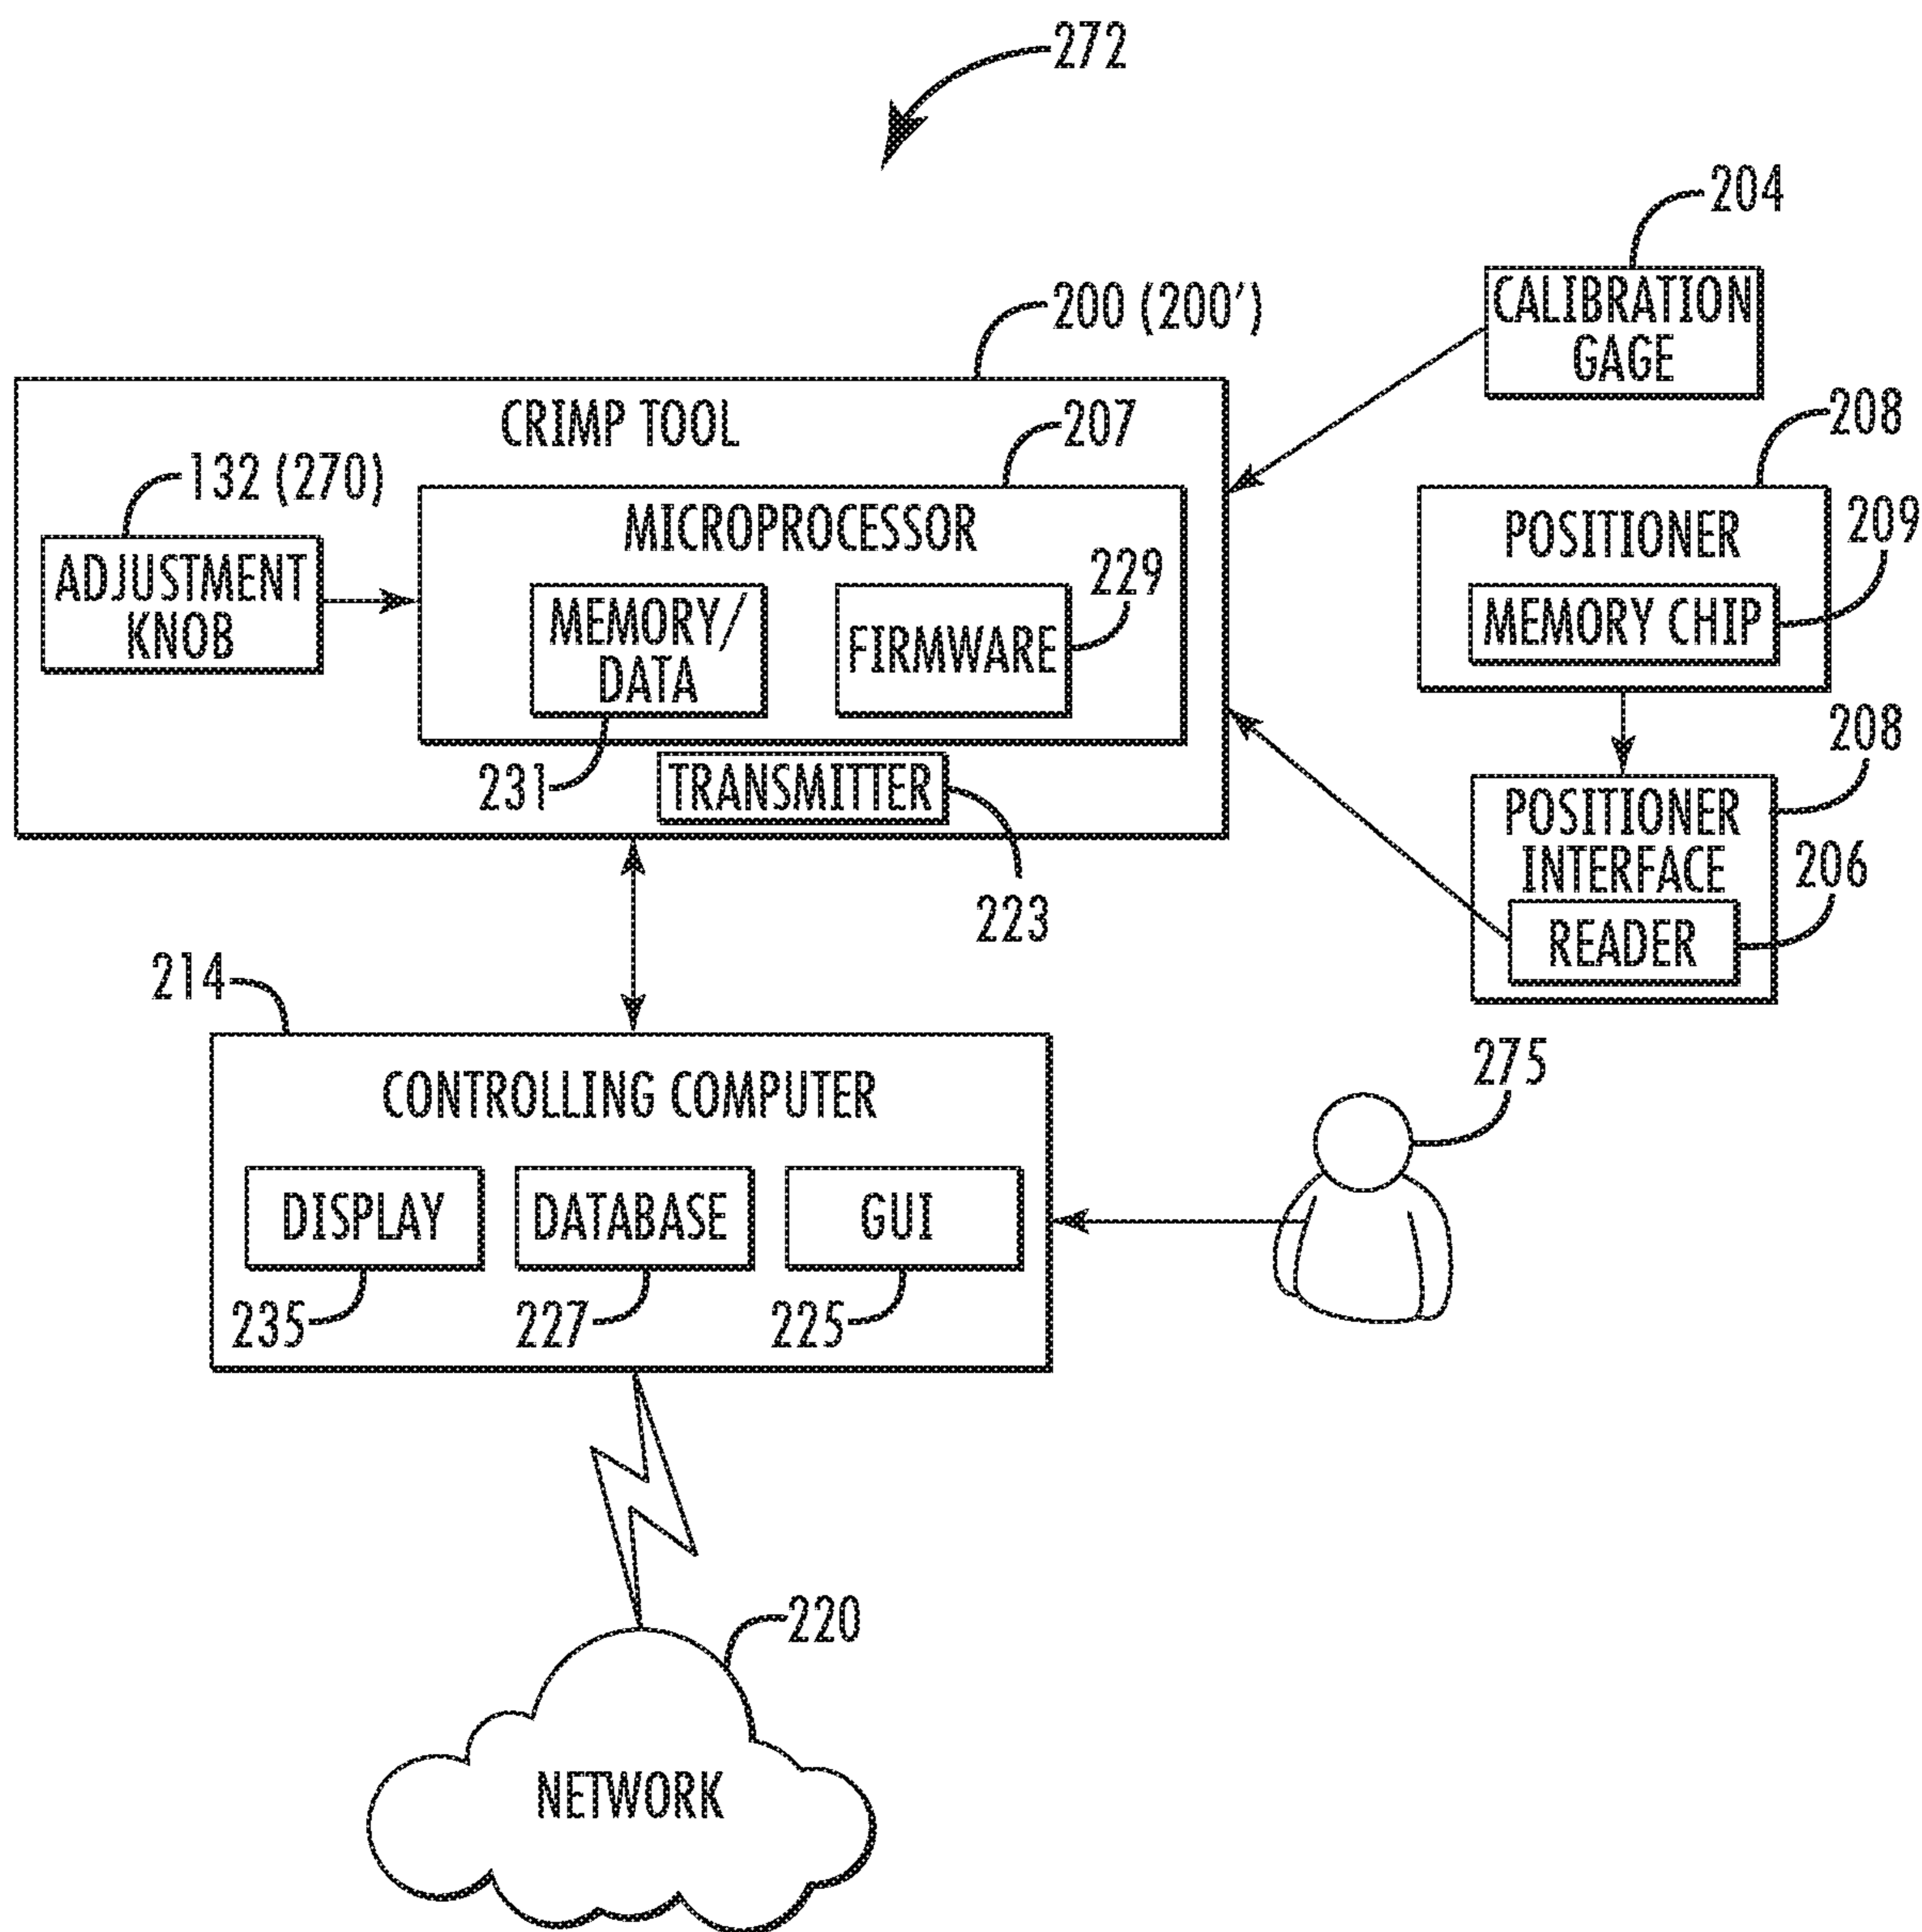 272
204
CALIBRATION
GAGE
200 (200')
CRIMP TOOL
207
132 (270)
ADJUSTMENT
KNOB
MICROPROCESSOR
MEMORY/
DATA
FIRMWARE
229
231
TRANSMITTER
223
208
POSITIONER
209
MEMORY CHIP
208
POSITIONER
INTERFACE
206
READER
214
CONTROLLING COMPUTER
DISPLAY
DATABASE
GUI
235
227
225
275
220
NETWORK